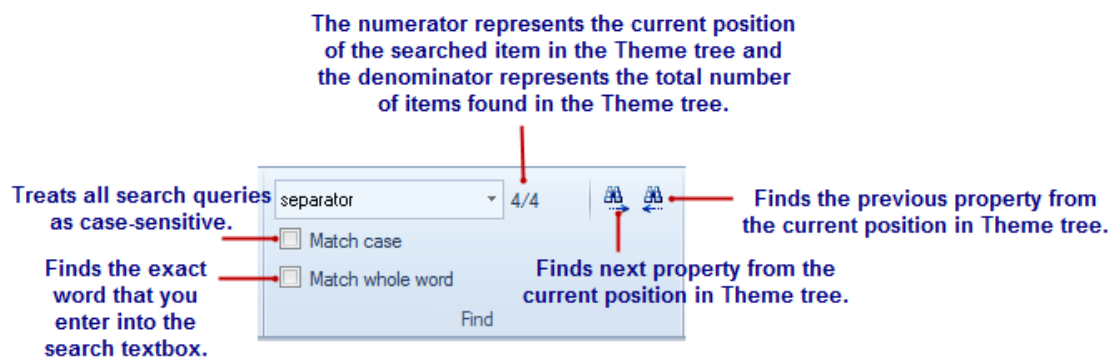 The numerator represents the current position
of the searched item in the Theme tree and
the denominator represents the total number
of items found in the Theme tree.
Treats all search queries
as case-sensitive.
separator
4/4
Finds the previous property from
the current position in Theme tree.
Match case
Finds the exact
word that you
enter into the
search textbox.
Match whole word
Finds next property from the
current position in Theme tree.
Find